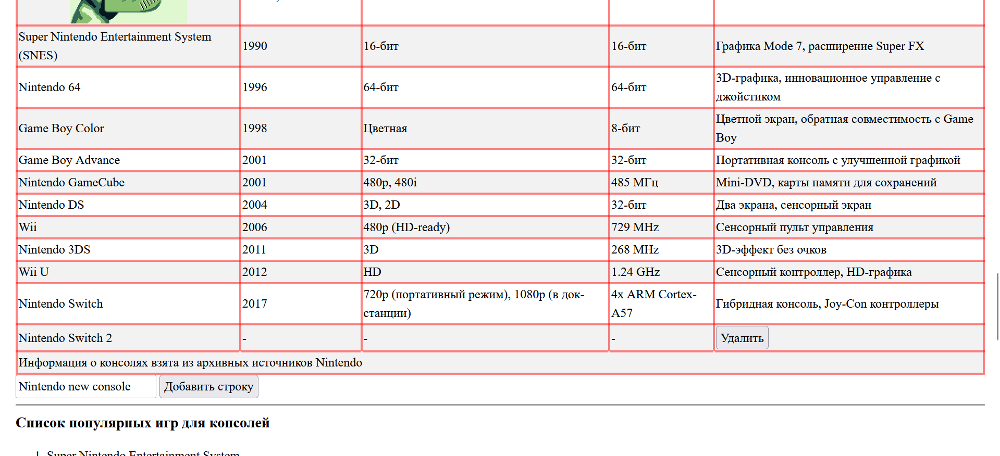 Super Nintendo Entertainment System
(SNES)
1990
16-бит
16-бит
Графика Mode 7, расширение Super FX
Nintendo 64
1996
64-бит
64-бит
3D-графика, инновационное управление с
джойстиком
Game Boy Color
1998
Цветная
8-бит
Цветной экран, обратная совместимость с Game
Boy
Game Boy Advance
2001
32-бит
32-бит
Портативная консоль с улучшенной графикой
Nintendo GameCube
2001
480p, 480i
485 МГц
Mini-DVD, карты памяти для сохранений
Nintendo DS
2004
3D, 2D
32-бит
Два экрана, сенсорный экран
Wii
2006
480p (HD-ready)
729 MHz
Сенсорный пульт управления
Nintendo 3DS
2011
3D
268 MHz
3D-эффект без очков
Wii U
2012
HD
1.24 GHz
Сенсорный контроллер, HD-графика
Nintendo Switch
2017
720p (портативный режим), 1080p (в док-
станции)
4x ARM Cortex-
A57
Гибридная консоль, Joy-Con контроллеры
Nintendo Switch 2
-
-
-
Удалить
Информация о консолях взята из архивных источников Nintendo
Nintendo new console
Добавить строку
Список популярных игр для консолей
1. Super Nintendo Entertainment System